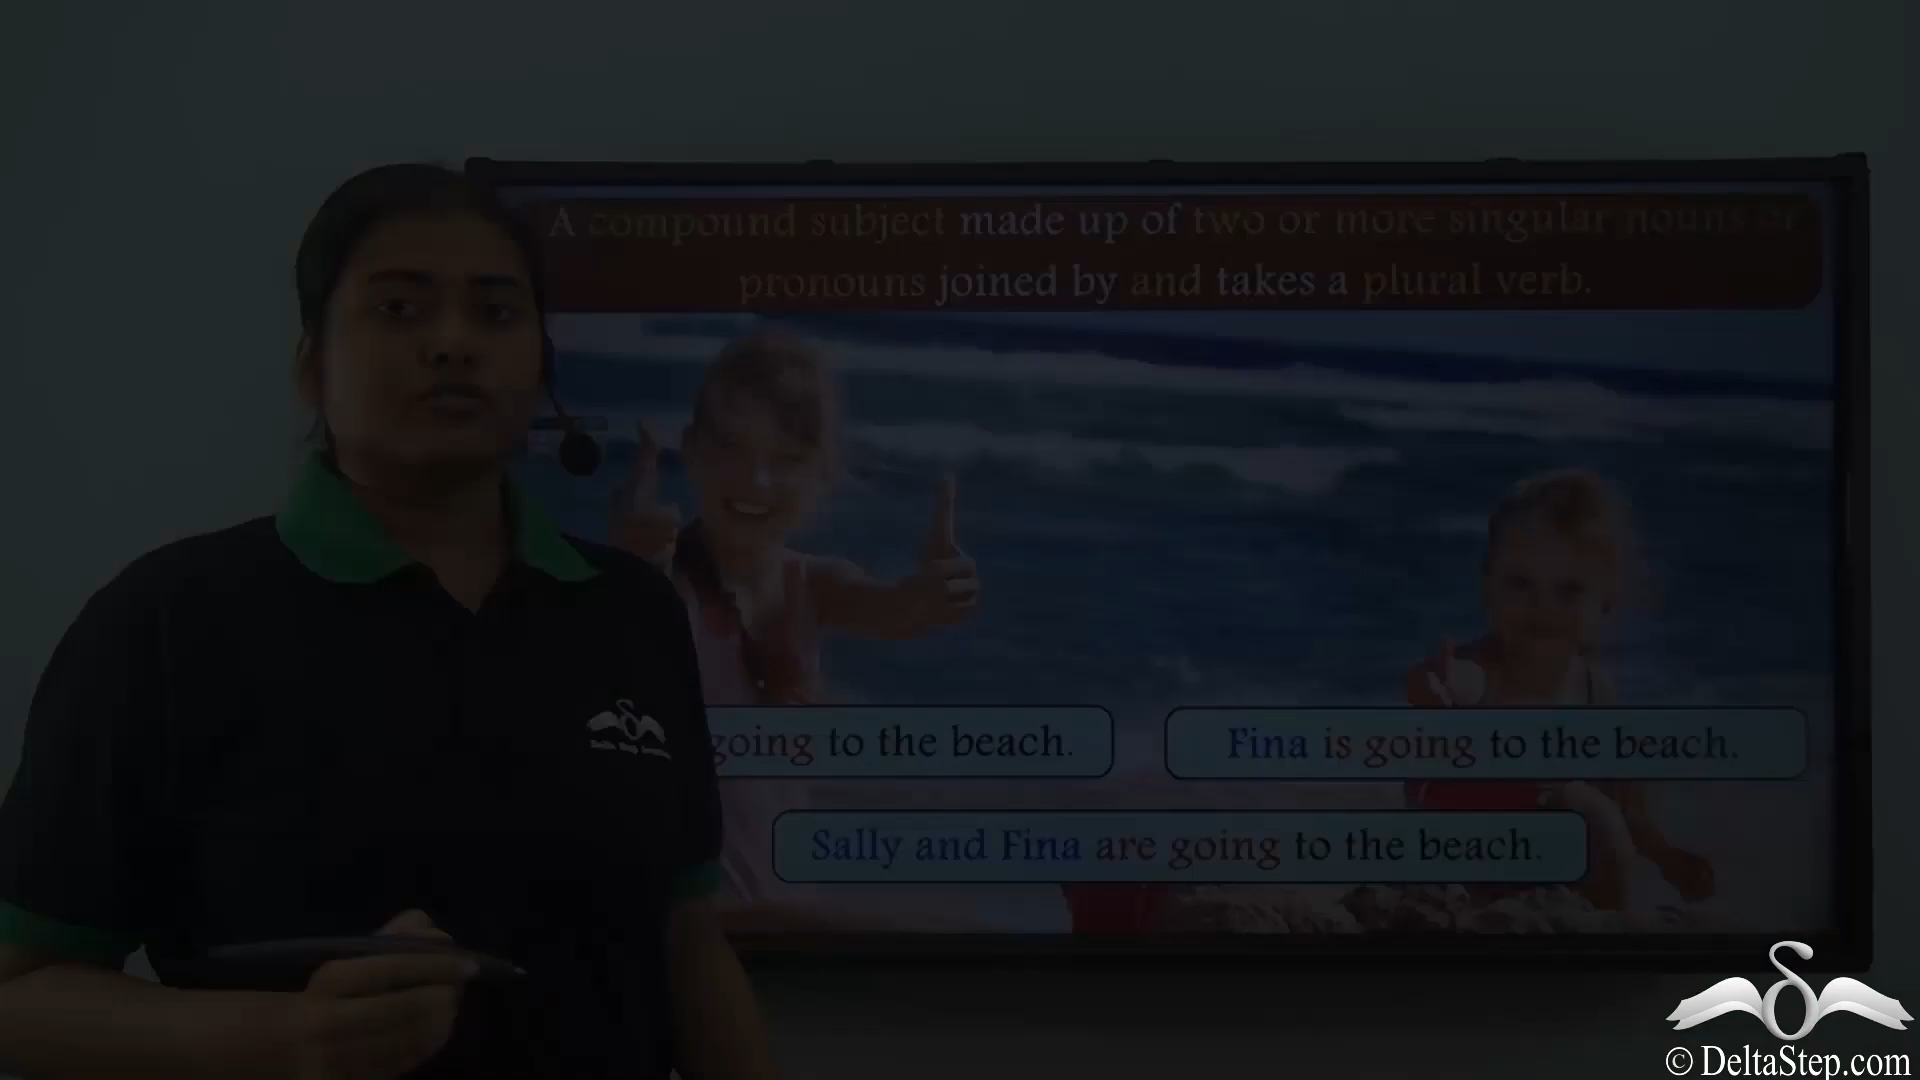 A compound subject made up of two or more singular nouns or
pronouns joined by and takes a plural verb.
going to the beach.
Fina is going to the beach.
Sally and Fina are going to the beach.
© DeltaStep.com